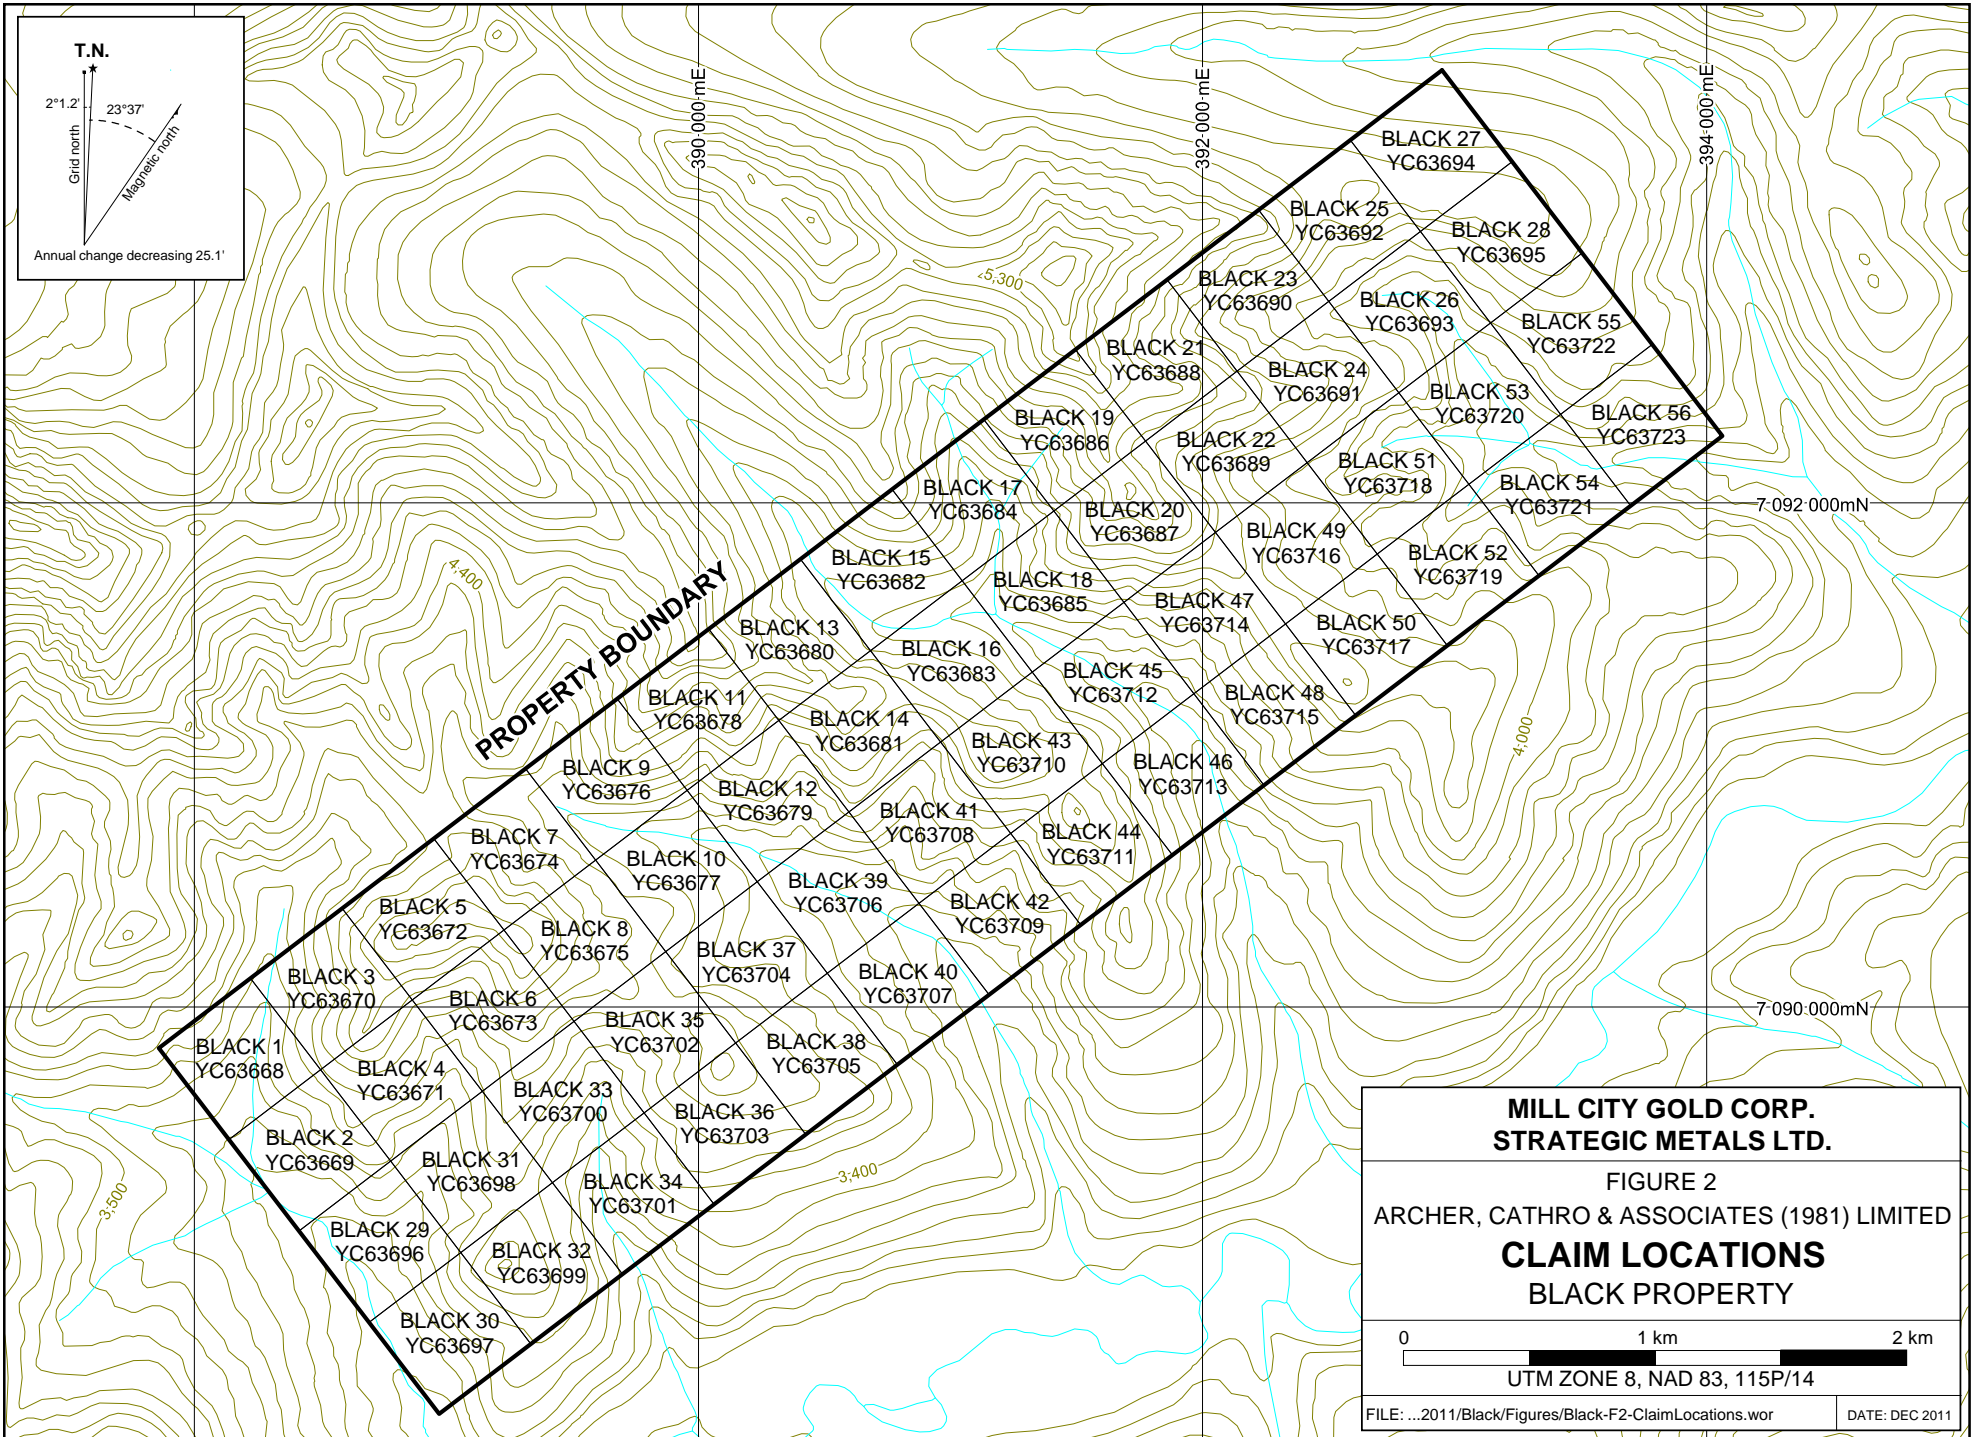 T.N.
2°1.2'
23°37'
Grid north
Magnetic north
Annual change decreasing 25.1'
390 000 mE
392 000 mE
394 000 mE
7 092 000mN
7 090 000mN
5,300
4,400
4,000
3,500
3,400
PROPERTY BOUNDARY
BLACK 27
YC63694
BLACK 25
YC63692
BLACK 28
YC63695
BLACK 23
YC63690
BLACK 26
YC63693
BLACK 55
YC63722
BLACK 21
YC63688
BLACK 24
YC63691
BLACK 53
YC63720
BLACK 56
YC63723
BLACK 19
YC63686
BLACK 22
YC63689
BLACK 51
YC63718
BLACK 54
YC63721
BLACK 17
YC63684
BLACK 20
YC63687
BLACK 49
YC63716
BLACK 52
YC63719
BLACK 15
YC63682
BLACK 18
YC63685
BLACK 47
YC63714
BLACK 50
YC63717
BLACK 13
YC63680
BLACK 16
YC63683
BLACK 45
YC63712
BLACK 48
YC63715
BLACK 11
YC63678
BLACK 14
YC63681
BLACK 43
YC63710
BLACK 46
YC63713
BLACK 9
YC63676
BLACK 12
YC63679
BLACK 41
YC63708
BLACK 44
YC63711
BLACK 7
YC63674
BLACK 10
YC63677
BLACK 39
YC63706
BLACK 42
YC63709
BLACK 5
YC63672
BLACK 8
YC63675
BLACK 37
YC63704
BLACK 40
YC63707
BLACK 3
YC63670
BLACK 6
YC63673
BLACK 35
YC63702
BLACK 38
YC63705
BLACK 1
YC63668
BLACK 4
YC63671
BLACK 33
YC63700
BLACK 36
YC63703
BLACK 2
YC63669
BLACK 31
YC63698
BLACK 34
YC63701
BLACK 29
YC63696
BLACK 32
YC63699
BLACK 30
YC63697
MILL CITY GOLD CORP.
STRATEGIC METALS LTD.
FIGURE 2
ARCHER, CATHRO & ASSOCIATES (1981) LIMITED
CLAIM LOCATIONS
BLACK PROPERTY
0 1 km 2 km
UTM ZONE 8, NAD 83, 115P/14
FILE: ...2011/Black/Figures/Black-F2-ClaimLocations.wor
DATE: DEC 2011